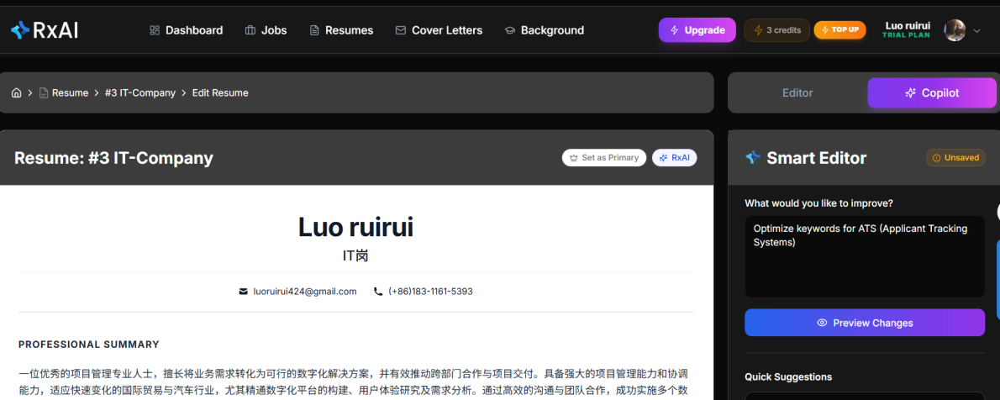 RxAI
Dashboard Jobs Resumes Cover Letters Background
Upgrade 3 credits TOP UP
Luo ruirui
TRIAL PLAN
Resume #3 IT-Company Edit Resume
Editor Copilot
Resume: #3 IT-Company
Set as Primary RxAI
Smart Editor Unsaved
Luo ruirui
IT岗
luoruirui424@gmail.com (+86)183-1161-5393
PROFESSIONAL SUMMARY
一位优秀的项目管理专业人士，擅长将业务需求转化为可行的数字化解决方案，并有效推动跨部门合作与项目交付。具备强大的项目管理能力和协调
能力，适应快速变化的国际贸易与汽车行业，尤其精通数字化平台的构建、用户体验研究及需求分析。通过高效的沟通与团队合作，成功实施多个数
What would you like to improve?
Optimize keywords for ATS (Applicant Tracking
Systems)
Preview Changes
Quick Suggestions